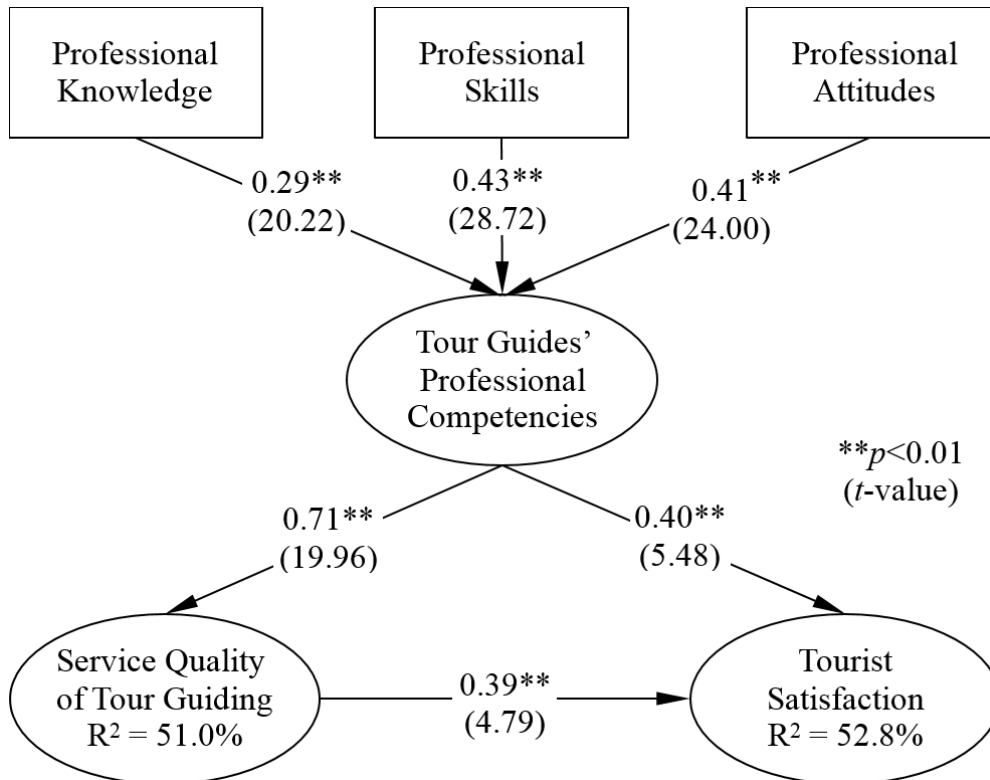 Professional
Knowledge
Professional
Skills
Professional
Attitudes
0.29**
(20.22)
0.43**
(28.72)
0.41**
(24.00)
Tour Guides’
Professional
Competencies
**p<0.01
(t-value)
0.71**
(19.96)
0.40**
(5.48)
Service Quality
of Tour Guiding
R² = 51.0%
0.39**
(4.79)
Tourist
Satisfaction
R² = 52.8%